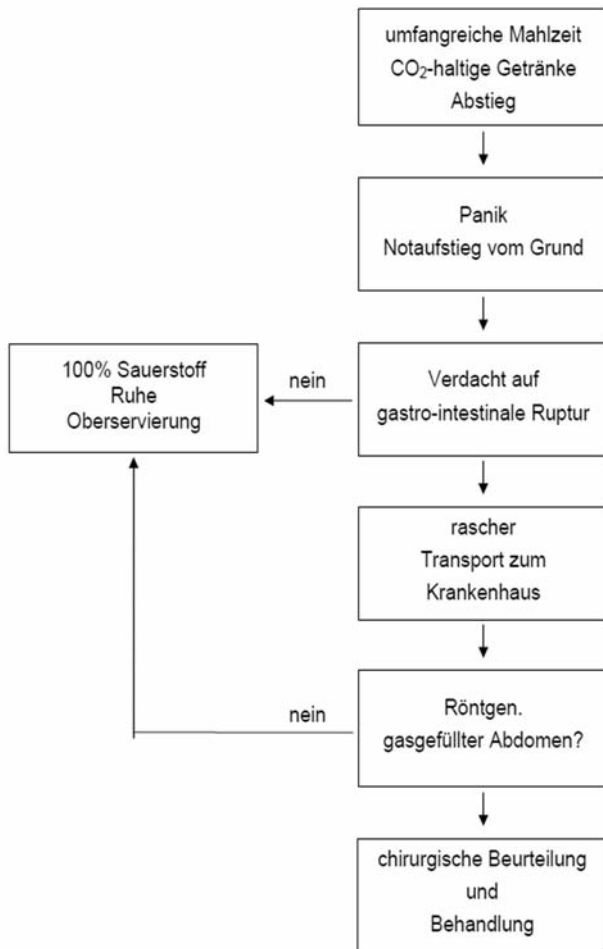 umfangreiche Mahlzeit
CO₂-haltige Getränke
Abstieg
Panik
Notaufstieg vom Grund
100% Sauerstoff
Ruhe
Oberservierung
nein
Verdacht auf
gastro-intestinale Ruptur
rascher
Transport zum
Krankenhaus
nein
Röntgen.
gasgefüllter Abdomen?
chirurgische Beurteilung
und
Behandlung